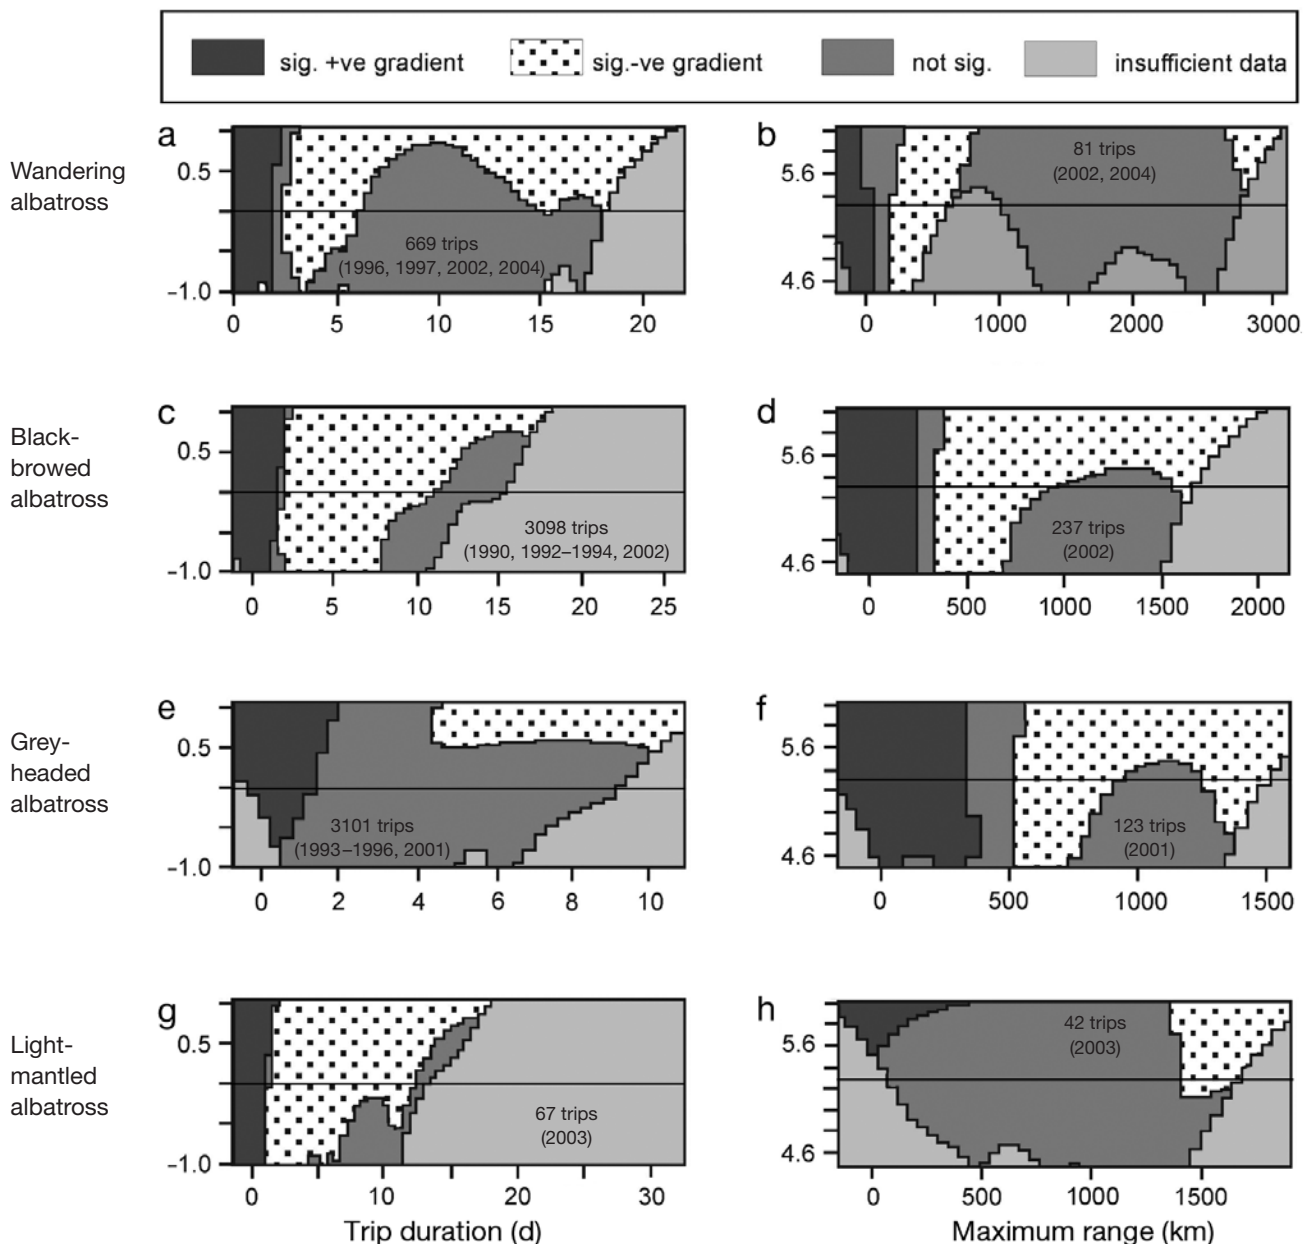 sig. +ve gradient sig.-ve gradient not sig. insufficient data
Wandering
albatross
a
0.5
-1.0
669 trips
(1996, 1997, 2002, 2004)
0 5 10 15 20
b
5.6
4.6
81 trips
(2002, 2004)
0 1000 2000 3000
Black-
browed
albatross
c
0.5
-1.0
3098 trips
(1990, 1992–1994, 2002)
0 5 10 15 20 25
d
5.6
4.6
237 trips
(2002)
0 500 1000 1500 2000
Grey-
headed
albatross
e
0.5
-1.0
3101 trips
(1993–1996, 2001)
0 2 4 6 8 10
f
5.6
4.6
123 trips
(2001)
0 500 1000 1500
Light-
mantled
albatross
g
0.5
-1.0
67 trips
(2003)
0 10 20 30
Trip duration (d)
h
5.6
4.6
42 trips
(2003)
0 500 1000 1500
Maximum range (km)